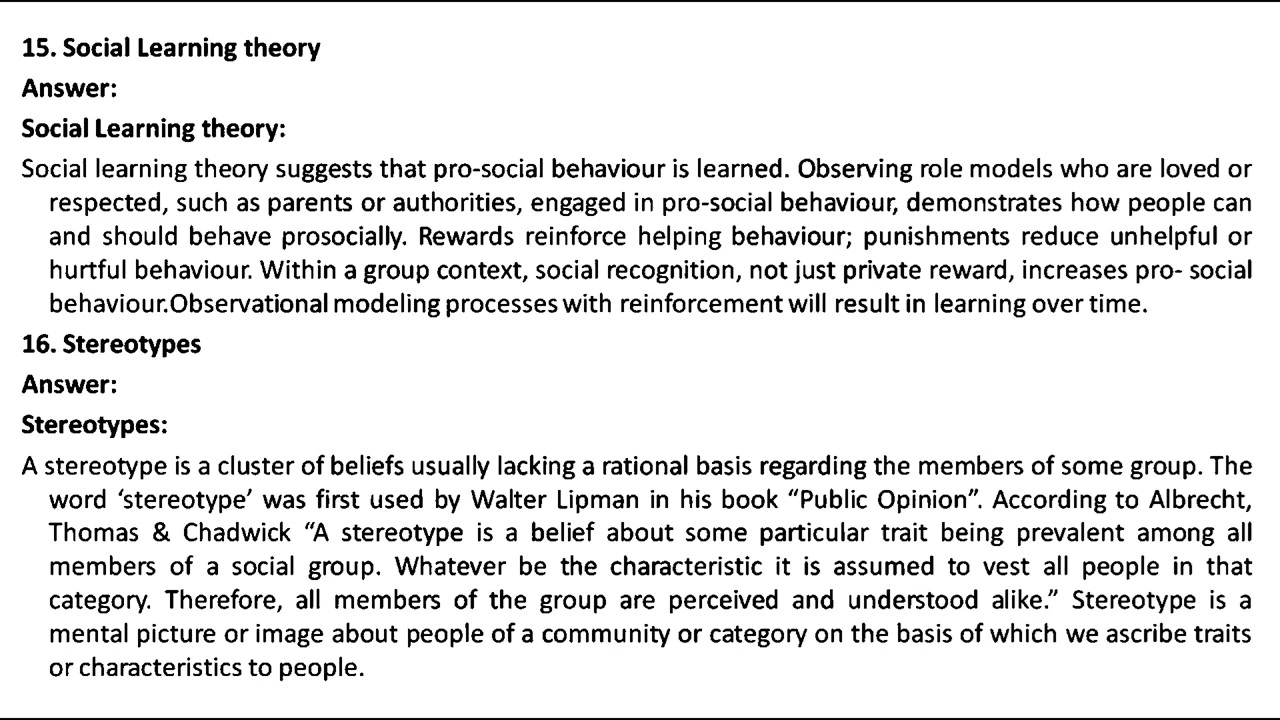 15. Social Learning theory
Answer:
Social Learning theory:
Social learning theory suggests that pro-social behaviour is learned. Observing role models who are loved or
respected, such as parents or authorities, engaged in pro-social behaviour, demonstrates how people can
and should behave prosocially. Rewards reinforce helping behaviour; punishments reduce unhelpful or
hurtful behaviour. Within a group context, social recognition, not just private reward, increases pro- social
behaviour.Observational modeling processes with reinforcement will result in learning over time.
16. Stereotypes
Answer:
Stereotypes:
A stereotype is a cluster of beliefs usually lacking a rational basis regarding the members of some group. The
word ‘stereotype’ was first used by Walter Lipman in his book “Public Opinion”. According to Albrecht,
Thomas & Chadwick “A stereotype is a belief about some particular trait being prevalent among all
members of a social group. Whatever be the characteristic it is assumed to vest all people in that
category. Therefore, all members of the group are perceived and understood alike.” Stereotype is a
mental picture or image about people of a community or category on the basis of which we ascribe traits
or characteristics to people.